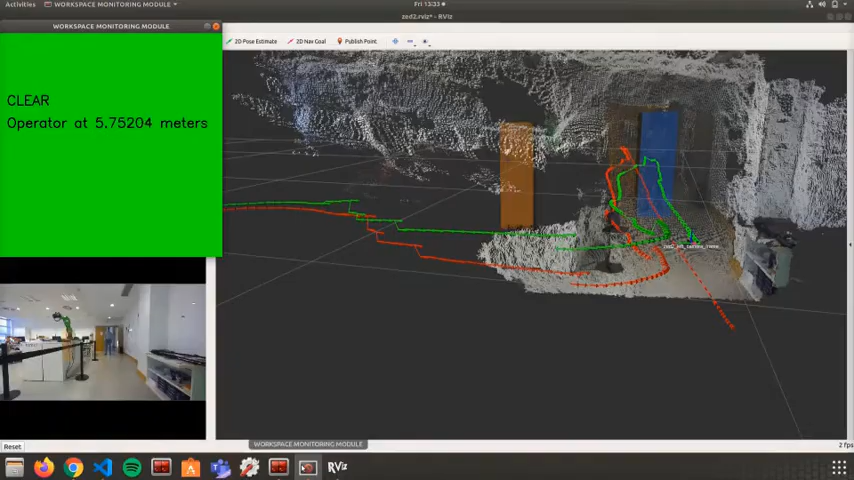 Activities
WORKSPACE MONITORING MODULE
Fri 13:33
zed2.rviz* - RViz
WORKSPACE MONITORING MODULE
2D Pose Estimate
2D Nav Goal
Publish Point
CLEAR
Operator at 5.75204 meters
Reset
WORKSPACE MONITORING MODULE
2 fps
RViz